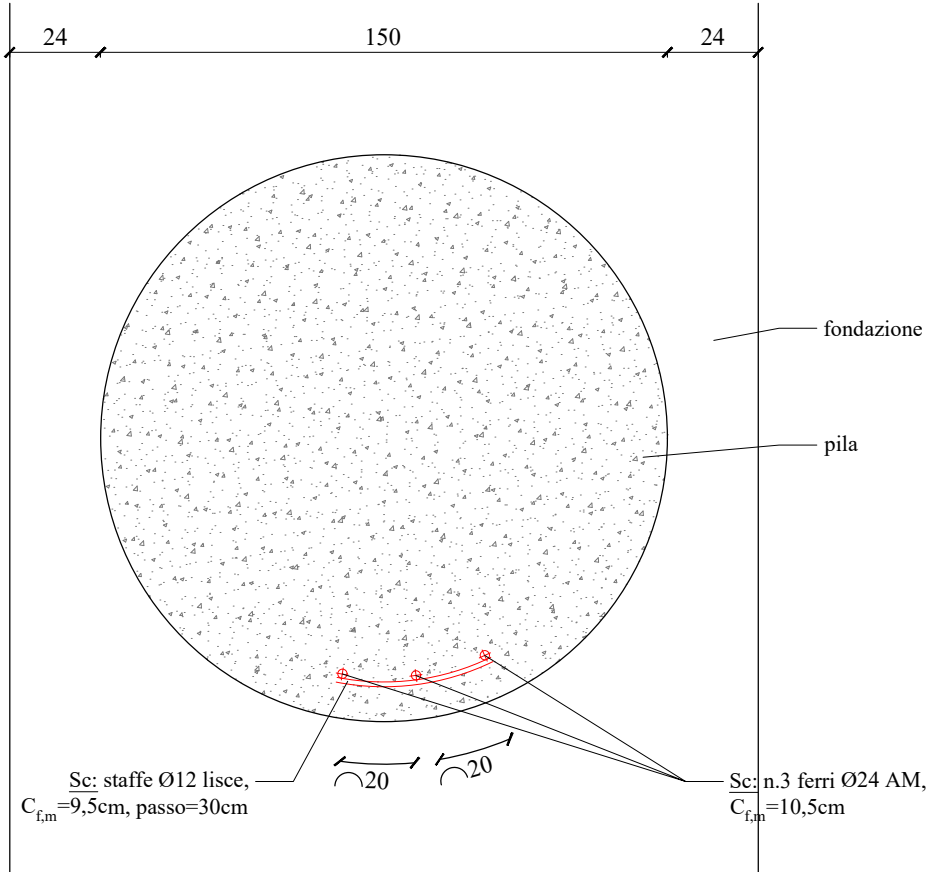 24
150
24
fondazione
pila
⌒20
⌒20
Sc: staffe Ø12 lisce,
Cf,m=9,5cm, passo=30cm
Sc: n.3 ferri Ø24 AM,
Cf,m=10,5cm